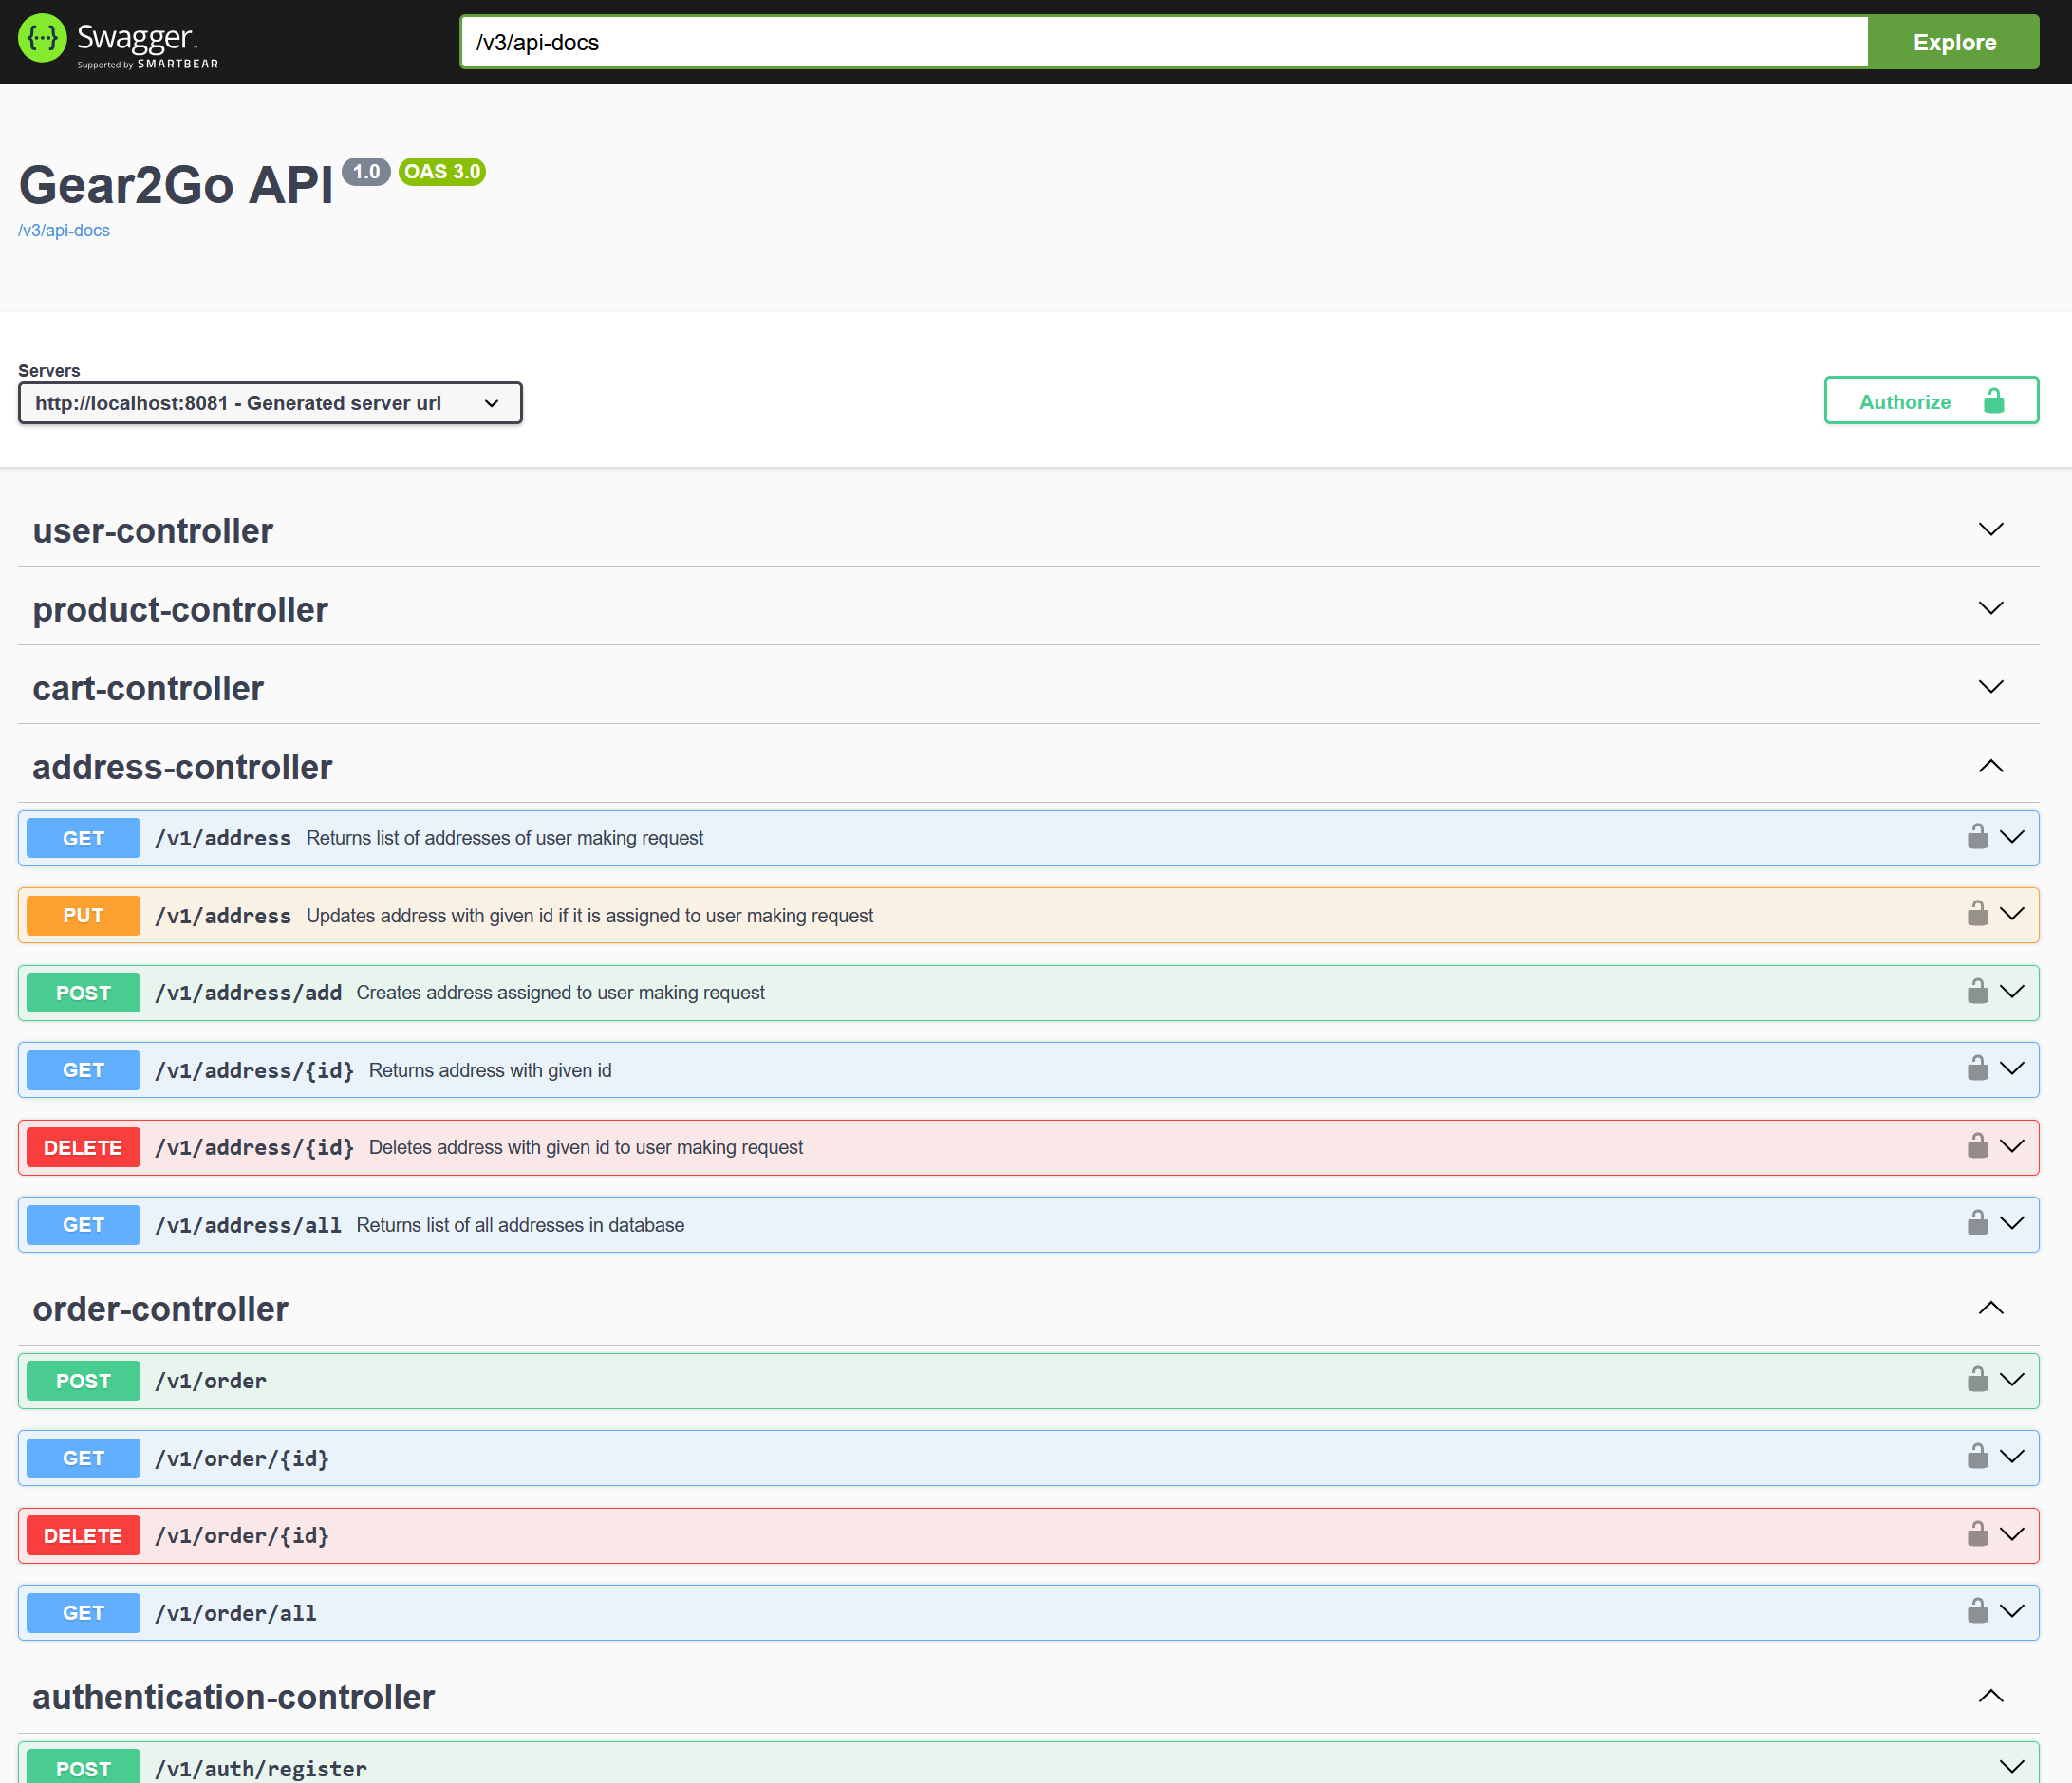 Swagger™
Supported by SMARTBEAR
/v3/api-docs
Explore
Gear2Go API 1.0 OAS 3.0
/v3/api-docs
Servers
http://localhost:8081 - Generated server url
Authorize
user-controller
product-controller
cart-controller
address-controller
GET /v1/address Returns list of addresses of user making request
PUT /v1/address Updates address with given id if it is assigned to user making request
POST /v1/address/add Creates address assigned to user making request
GET /v1/address/{id} Returns address with given id
DELETE /v1/address/{id} Deletes address with given id to user making request
GET /v1/address/all Returns list of all addresses in database
order-controller
POST /v1/order
GET /v1/order/{id}
DELETE /v1/order/{id}
GET /v1/order/all
authentication-controller
POST /v1/auth/register